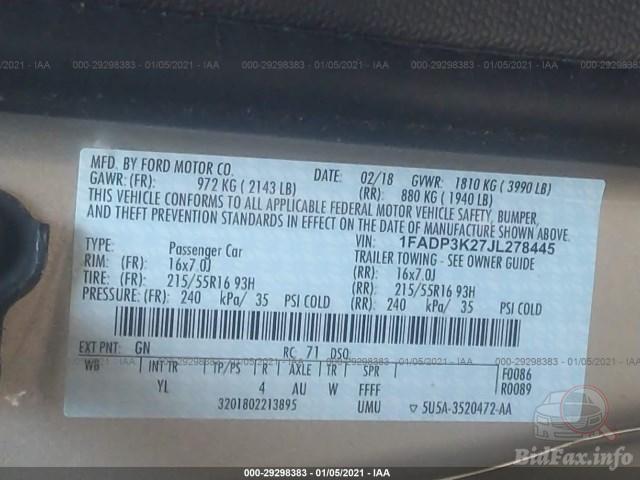 000-29298383 - 01/05/2021 - IAA 000-29298383 - 01/05/2021 - IAA
MFD. BY FORD MOTOR CO. DATE: 02/18 GVWR: 1810 KG ( 3990 LB)
GAWR: (FR): 972 KG ( 2143 LB) (RR): 880 KG ( 1940 LB)
THIS VEHICLE CONFORMS TO ALL APPLICABLE FEDERAL MOTOR VEHICLE SAFETY, BUMPER,
AND THEFT PREVENTION STANDARDS IN EFFECT ON THE DATE OF MANUFACTURE SHOWN ABOVE.
VIN: 1FADP3K27JL278445
TYPE: Passenger Car TRAILER TOWING - SEE OWNER GUIDE
RIM: (FR): 16x7.0J (RR): 16x7.0J
TIRE: (FR): 215/55R16 93H (RR): 215/55R16 93H
PRESSURE: (FR): 240 kPa/ 35 PSI COLD (RR): 240 kPa/ 35 PSI COLD
EXT PNT: GN RC: 71 DSO:
WB INT TR TP/PS R AXLE TR SPR F0086
YL 4 AU W FFFF R0089
3201802213895 UMU ▽ 5U5A-3520472-AA
BidFax.info
000-29298383 - 01/05/2021 - IAA